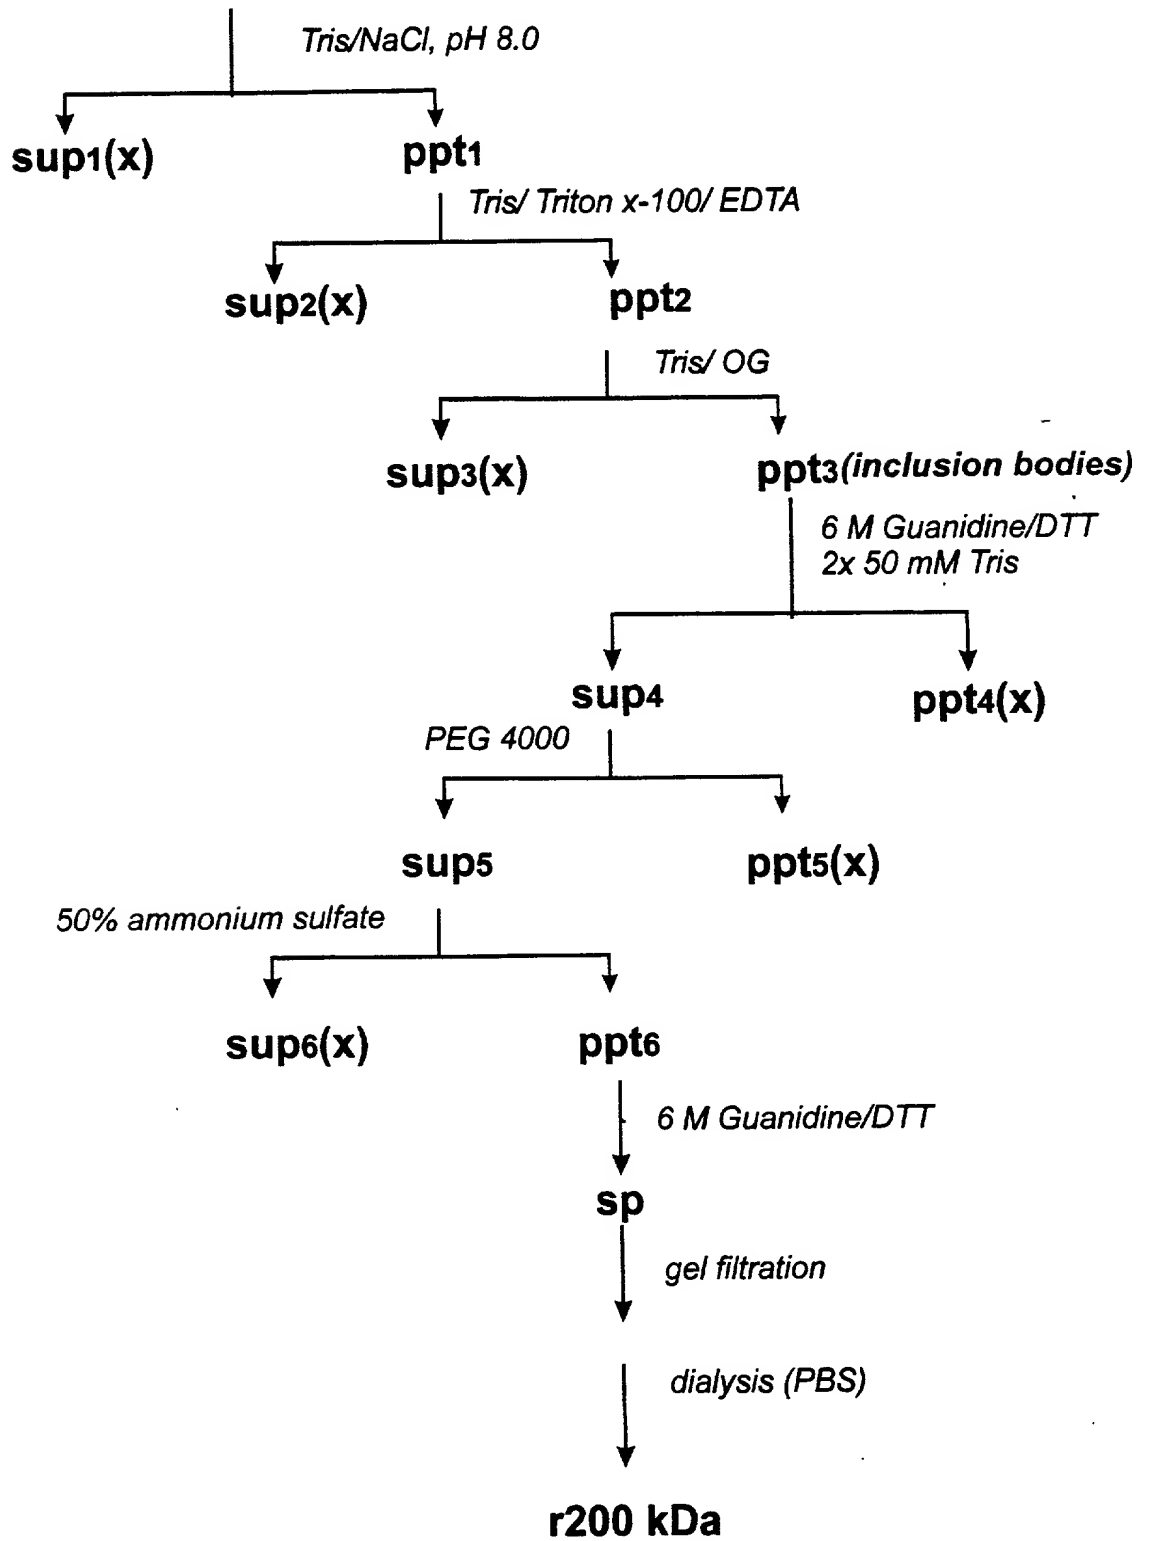 Tris/NaCl, pH 8.0
sup1(x)
ppt1
Tris/ Triton x-100/ EDTA
sup2(x)
ppt2
Tris/ OG
sup3(x)
ppt3(inclusion bodies)
6 M Guanidine/DTT
2x 50 mM Tris
sup4
ppt4(x)
PEG 4000
sup5
ppt5(x)
50% ammonium sulfate
sup6(x)
ppt6
6 M Guanidine/DTT
sp
gel filtration
dialysis (PBS)
r200 kDa